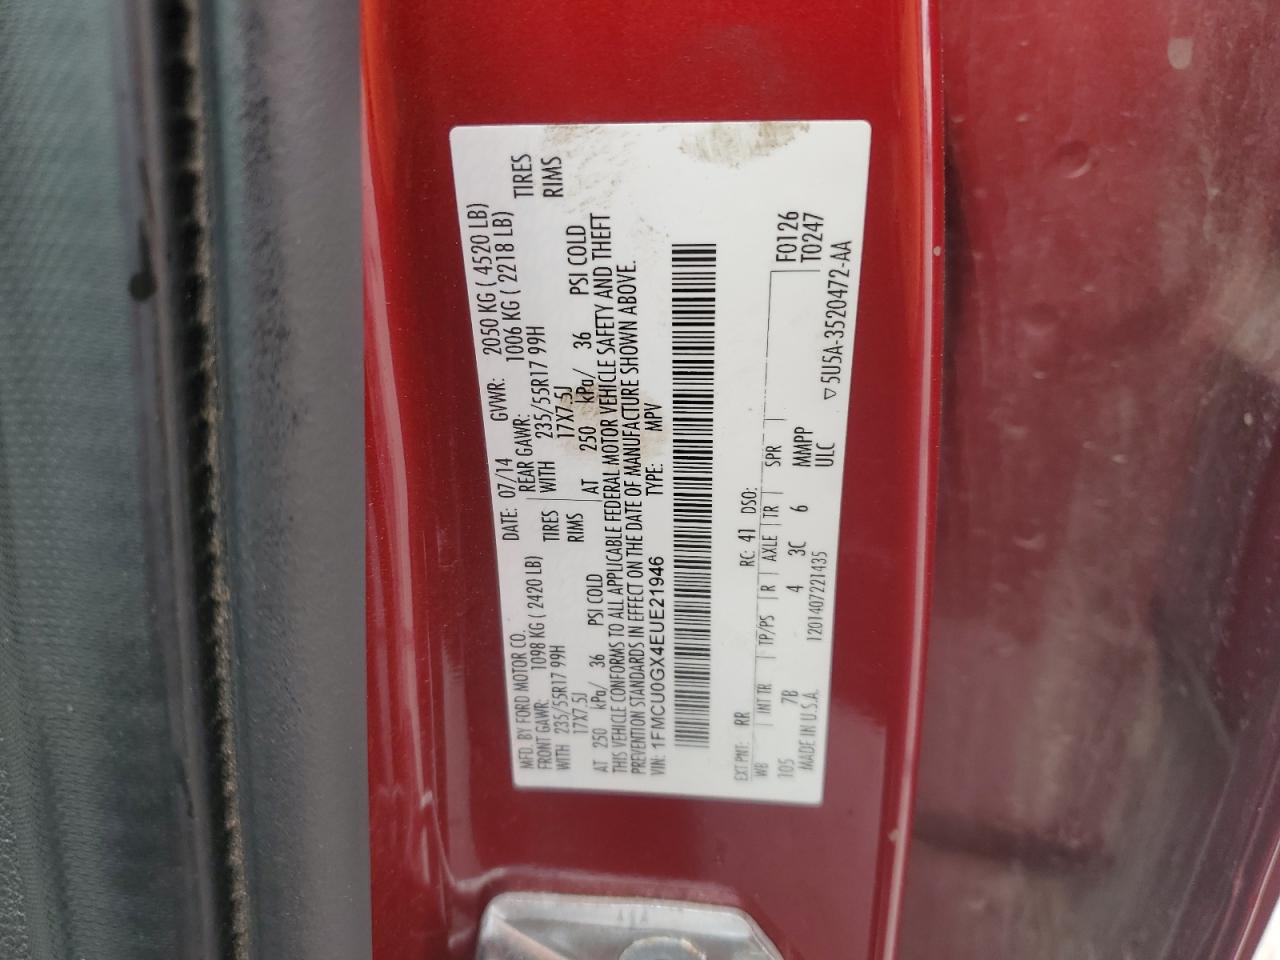 MFD. BY FORD MOTOR CO.
DATE: 07/14 GVWR: 2050 KG ( 4520 LB)
FRONT GAWR: 1098 KG ( 2420 LB)
REAR GAWR: 1006 KG ( 2218 LB)
WITH 235/55R17 99H TIRES
WITH 235/55R17 99H TIRES
17X7.5J RIMS
17X7.5J RIMS
AT 250 kPa/ 36 PSI COLD
AT 250 kPa/ 36 PSI COLD
THIS VEHICLE CONFORMS TO ALL APPLICABLE FEDERAL MOTOR VEHICLE SAFETY AND THEFT
PREVENTION STANDARDS IN EFFECT ON THE DATE OF MANUFACTURE SHOWN ABOVE.
VIN: 1FMCU0GX4EUE21946 TYPE: MPV
EXT PNT: RR RC: 41 DSO:
WB INT TR TP/PS R AXLE TR SPR F0126
105 7B 4 3C 6 MMPP T0247
MADE IN U.S.A. 1201407221435 ULC ▽5U5A-3520472-AA